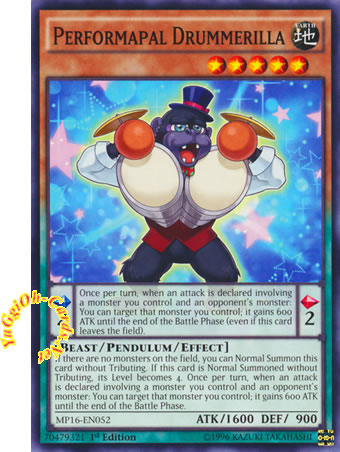 PERFORMAPAL DRUMMERILLA
EARTH
地
Once per turn, when an attack is declared involving
a monster you control and an opponent's monster:
You can target that monster you control; it gains 600
ATK until the end of the Battle Phase (even if this card
leaves the field).
2
[BEAST/PENDULUM/EFFECT]
If there are no monsters on the field, you can Normal Summon this
card without Tributing. If this card is Normal Summoned without
Tributing, its Level becomes 4. Once per turn, when an attack is
declared involving a monster you control and an opponent's
monster: You can target that monster you control; it gains 600 ATK
until the end of the Battle Phase.
MP16-EN052
ATK/1600 DEF/ 900
70479321 1st Edition
©1996 KAZUKI TAKAHASHI